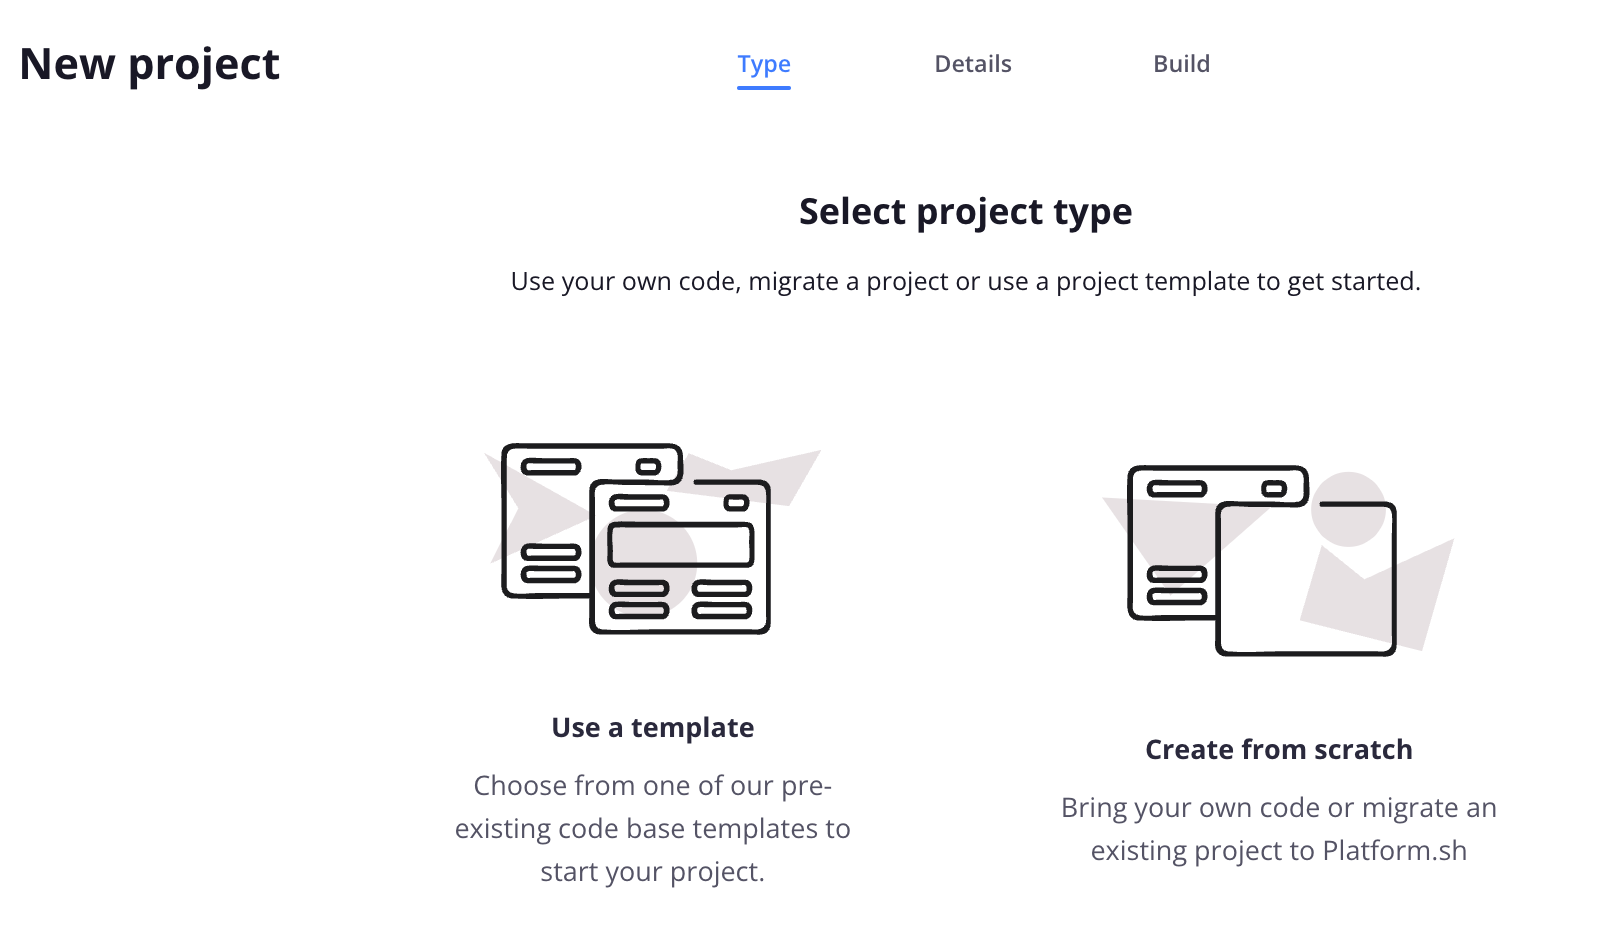 New project
Type
Details
Build
Select project type
Use your own code, migrate a project or use a project template to get started.
Use a template
Choose from one of our pre-
existing code base templates to
start your project.
Create from scratch
Bring your own code or migrate an
existing project to Platform.sh